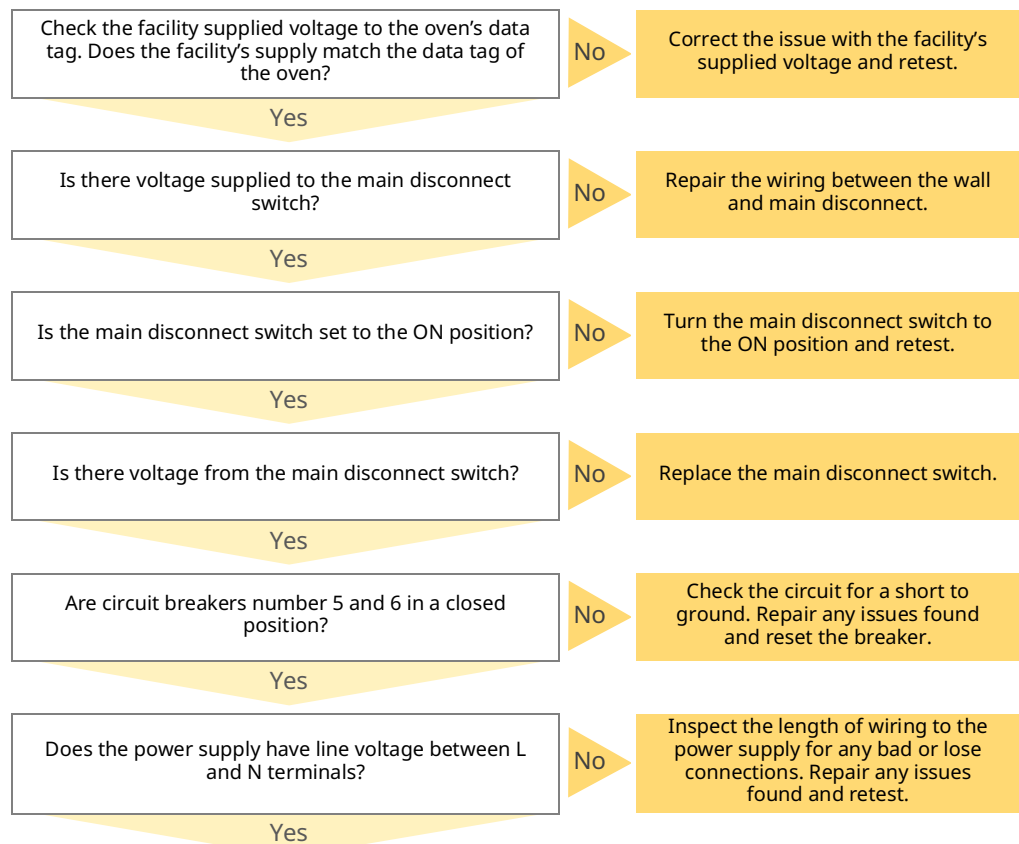 Check the facility supplied voltage to the oven’s data
tag. Does the facility’s supply match the data tag of
the oven?
No
Correct the issue with the facility’s
supplied voltage and retest.
Yes
Is there voltage supplied to the main disconnect
switch?
No
Repair the wiring between the wall
and main disconnect.
Yes
Is the main disconnect switch set to the ON position?
No
Turn the main disconnect switch to
the ON position and retest.
Yes
Is there voltage from the main disconnect switch?
No
Replace the main disconnect switch.
Yes
Are circuit breakers number 5 and 6 in a closed
position?
No
Check the circuit for a short to
ground. Repair any issues found
and reset the breaker.
Yes
Does the power supply have line voltage between L
and N terminals?
No
Inspect the length of wiring to the
power supply for any bad or lose
connections. Repair any issues
found and retest.
Yes